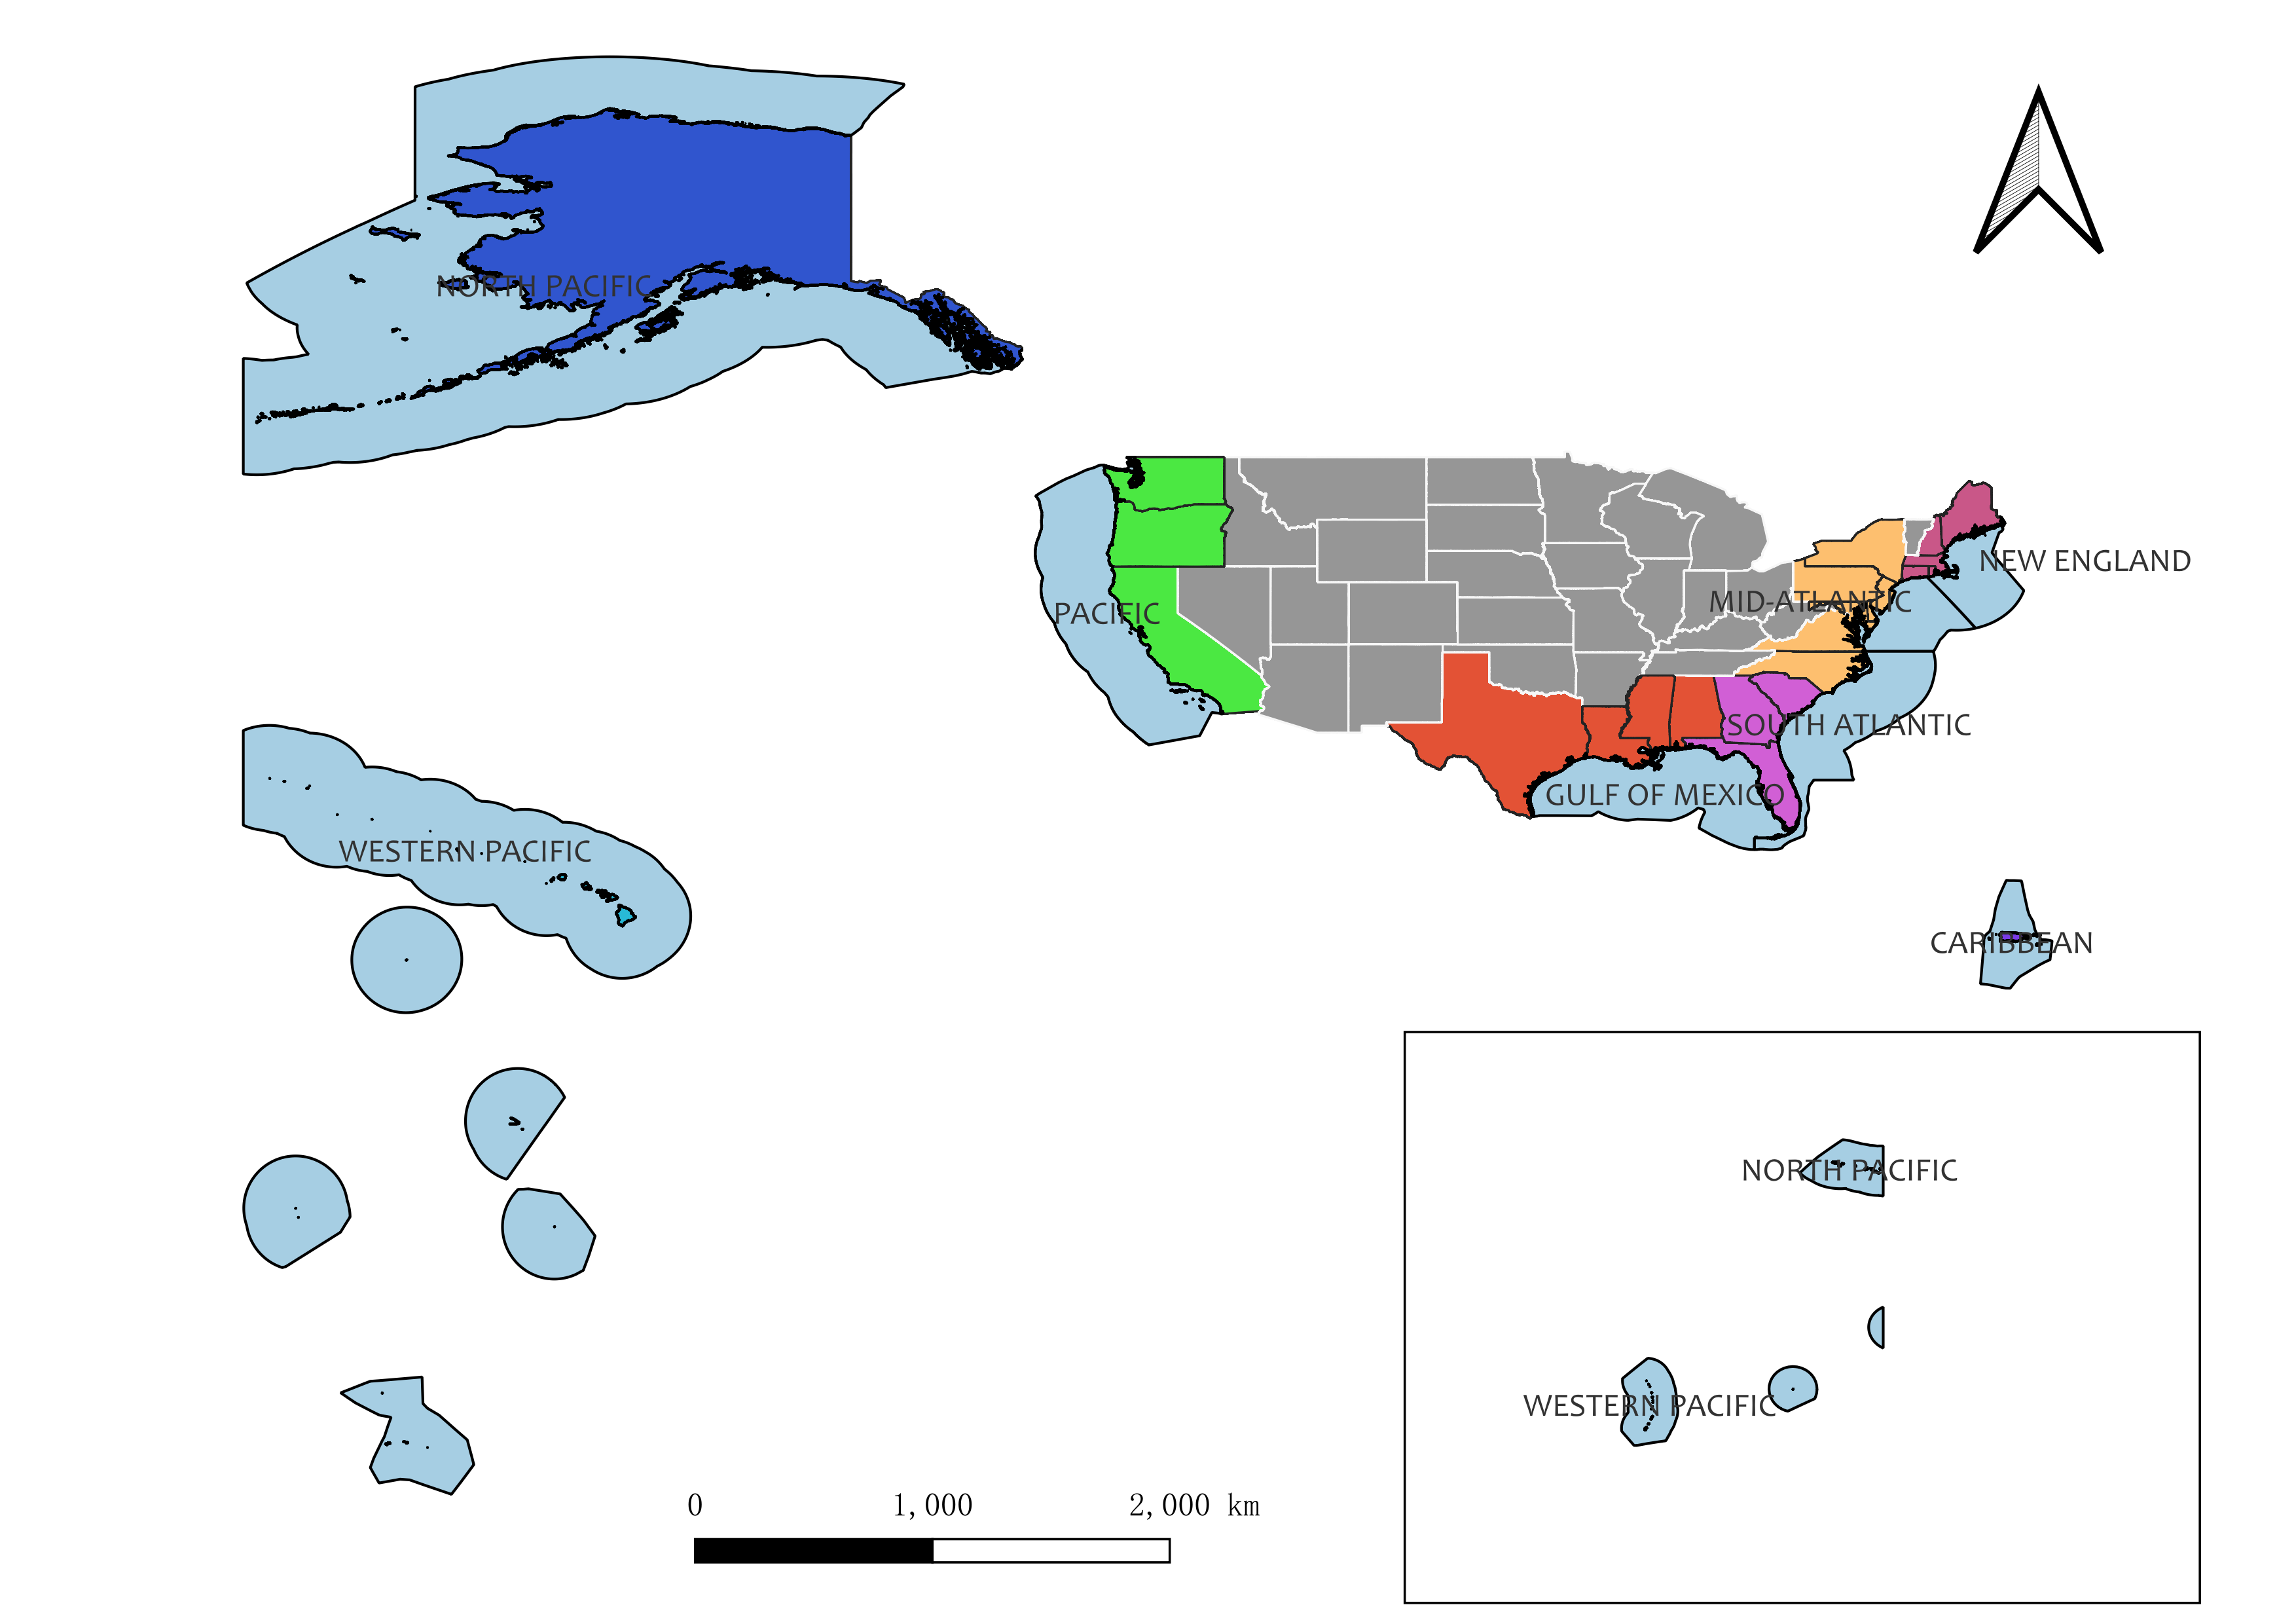 NORTH PACIFIC
NEW ENGLAND
MID-ATLANTIC
PACIFIC
SOUTH ATLANTIC
GULF OF MEXICO
WESTERN PACIFIC
CARIBBEAN
NORTH PACIFIC
WESTERN PACIFIC
0 1,000 2,000 km